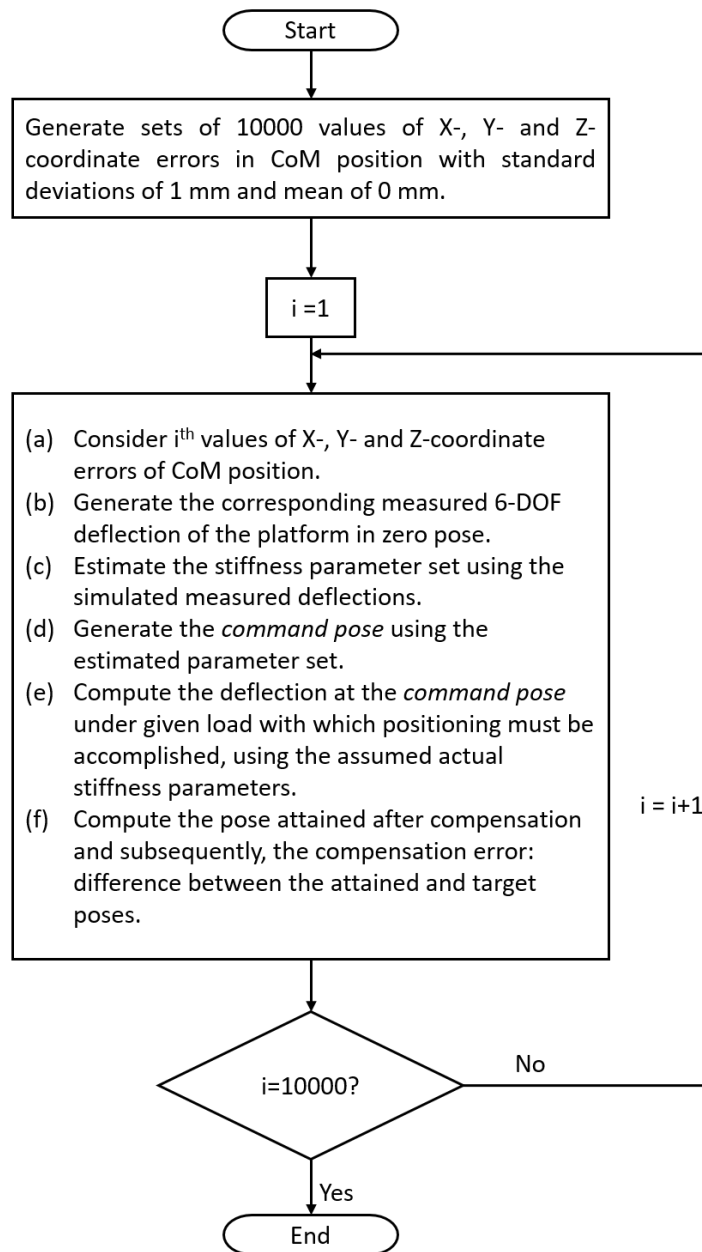 Start
Generate sets of 10000 values of X-, Y- and Z-
coordinate errors in CoM position with standard
deviations of 1 mm and mean of 0 mm.
i =1
(a) Consider iᵗʰ values of X-, Y- and Z-coordinate
errors of CoM position.
(b) Generate the corresponding measured 6-DOF
deflection of the platform in zero pose.
(c) Estimate the stiffness parameter set using the
simulated measured deflections.
(d) Generate the command pose using the
estimated parameter set.
(e) Compute the deflection at the command pose
under given load with which positioning must be
accomplished, using the assumed actual
stiffness parameters.
(f) Compute the pose attained after compensation
and subsequently, the compensation error:
difference between the attained and target
poses.
i = i+1
i=10000?
No
Yes
End